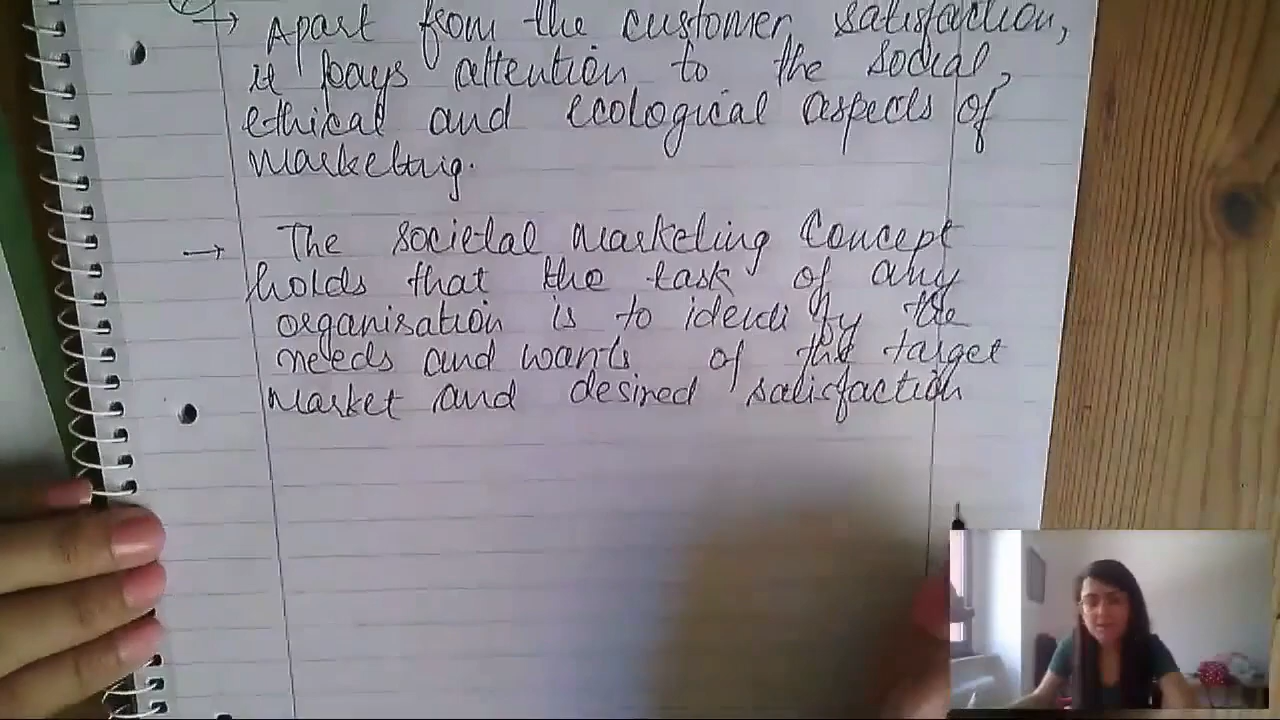 → Apart from the customer satisfaction,
it pays attention to the social,
ethical and ecological aspects of
marketing.
→ The societal marketing concept
holds that the task of any
organisation is to identify the
needs and wants of the target
market and desired satisfaction